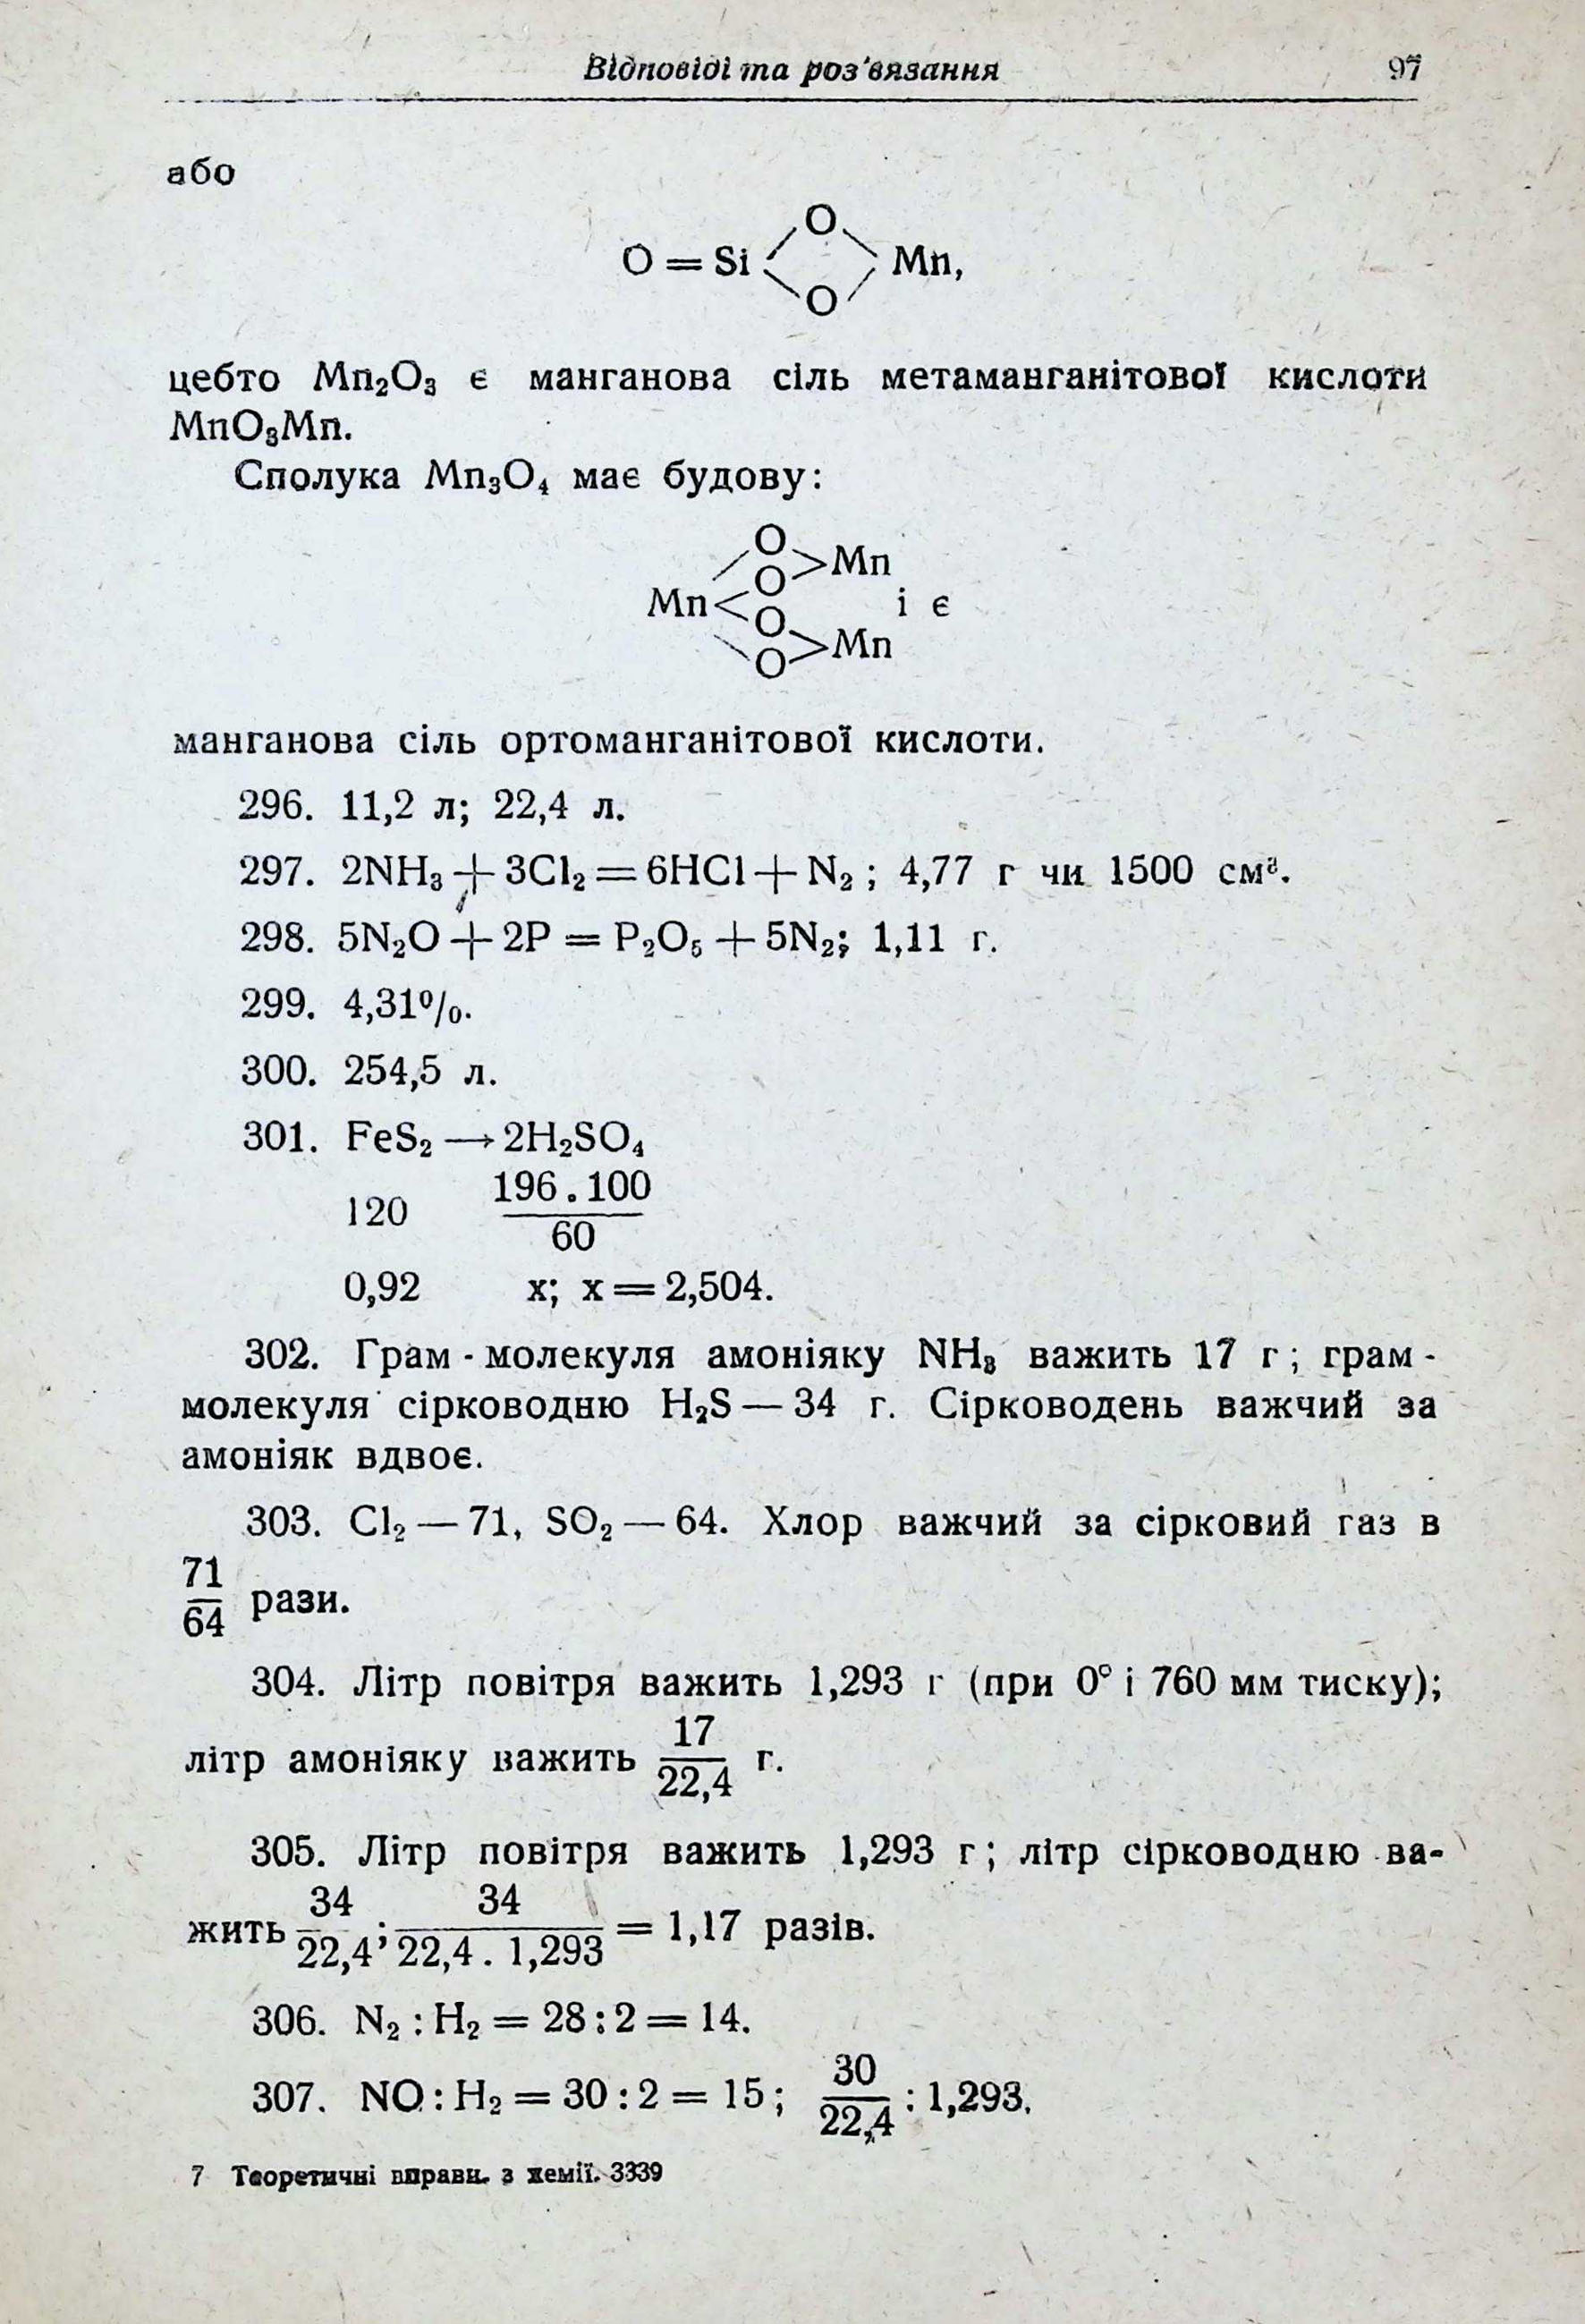 Відповіді та роз'вязання 97
або
O = Si < O O > Mn,
цебто Mn₂O₃ є манганова сіль метаманганітової кислоти
MnO₃Mn.
Сполука Mn₃O₄ має будову:
O
>Mn
O
Mn< і є
O
>Mn
O
манганова сіль ортоманганітової кислоти.
296. 11,2 л; 22,4 л.
297. 2NH₃ + 3Cl₂ = 6HCl + N₂; 4,77 г чи 1500 см³.
298. 5N₂O + 2P = P₂O₅ + 5N₂; 1,11 г.
299. 4,31%.
300. 254,5 л.
301. FeS₂ → 2H₂SO₄
120 196.100/60
0,92 x; x = 2,504.
302. Грам-молекуля амоніяку NH₃ важить 17 г; грам-
молекуля сірководню H₂S — 34 г. Сірководень важчий за
амоніяк вдвоє.
303. Cl₂ — 71, SO₂ — 64. Хлор важчий за сірковий газ в
71/64 рази.
304. Літр повітря важить 1,293 г (при 0° і 760 мм тиску);
літр амоніяку важить 17/22,4 г.
305. Літр повітря важить 1,293 г; літр сірководню ва-
жить 34/22,4; 34/22,4 . 1,293 = 1,17 разів.
306. N₂ : H₂ = 28 : 2 = 14.
307. NO : H₂ = 30 : 2 = 15; 30/22,4 : 1,293.
7 Теоретичні вправи з хемії. 3339